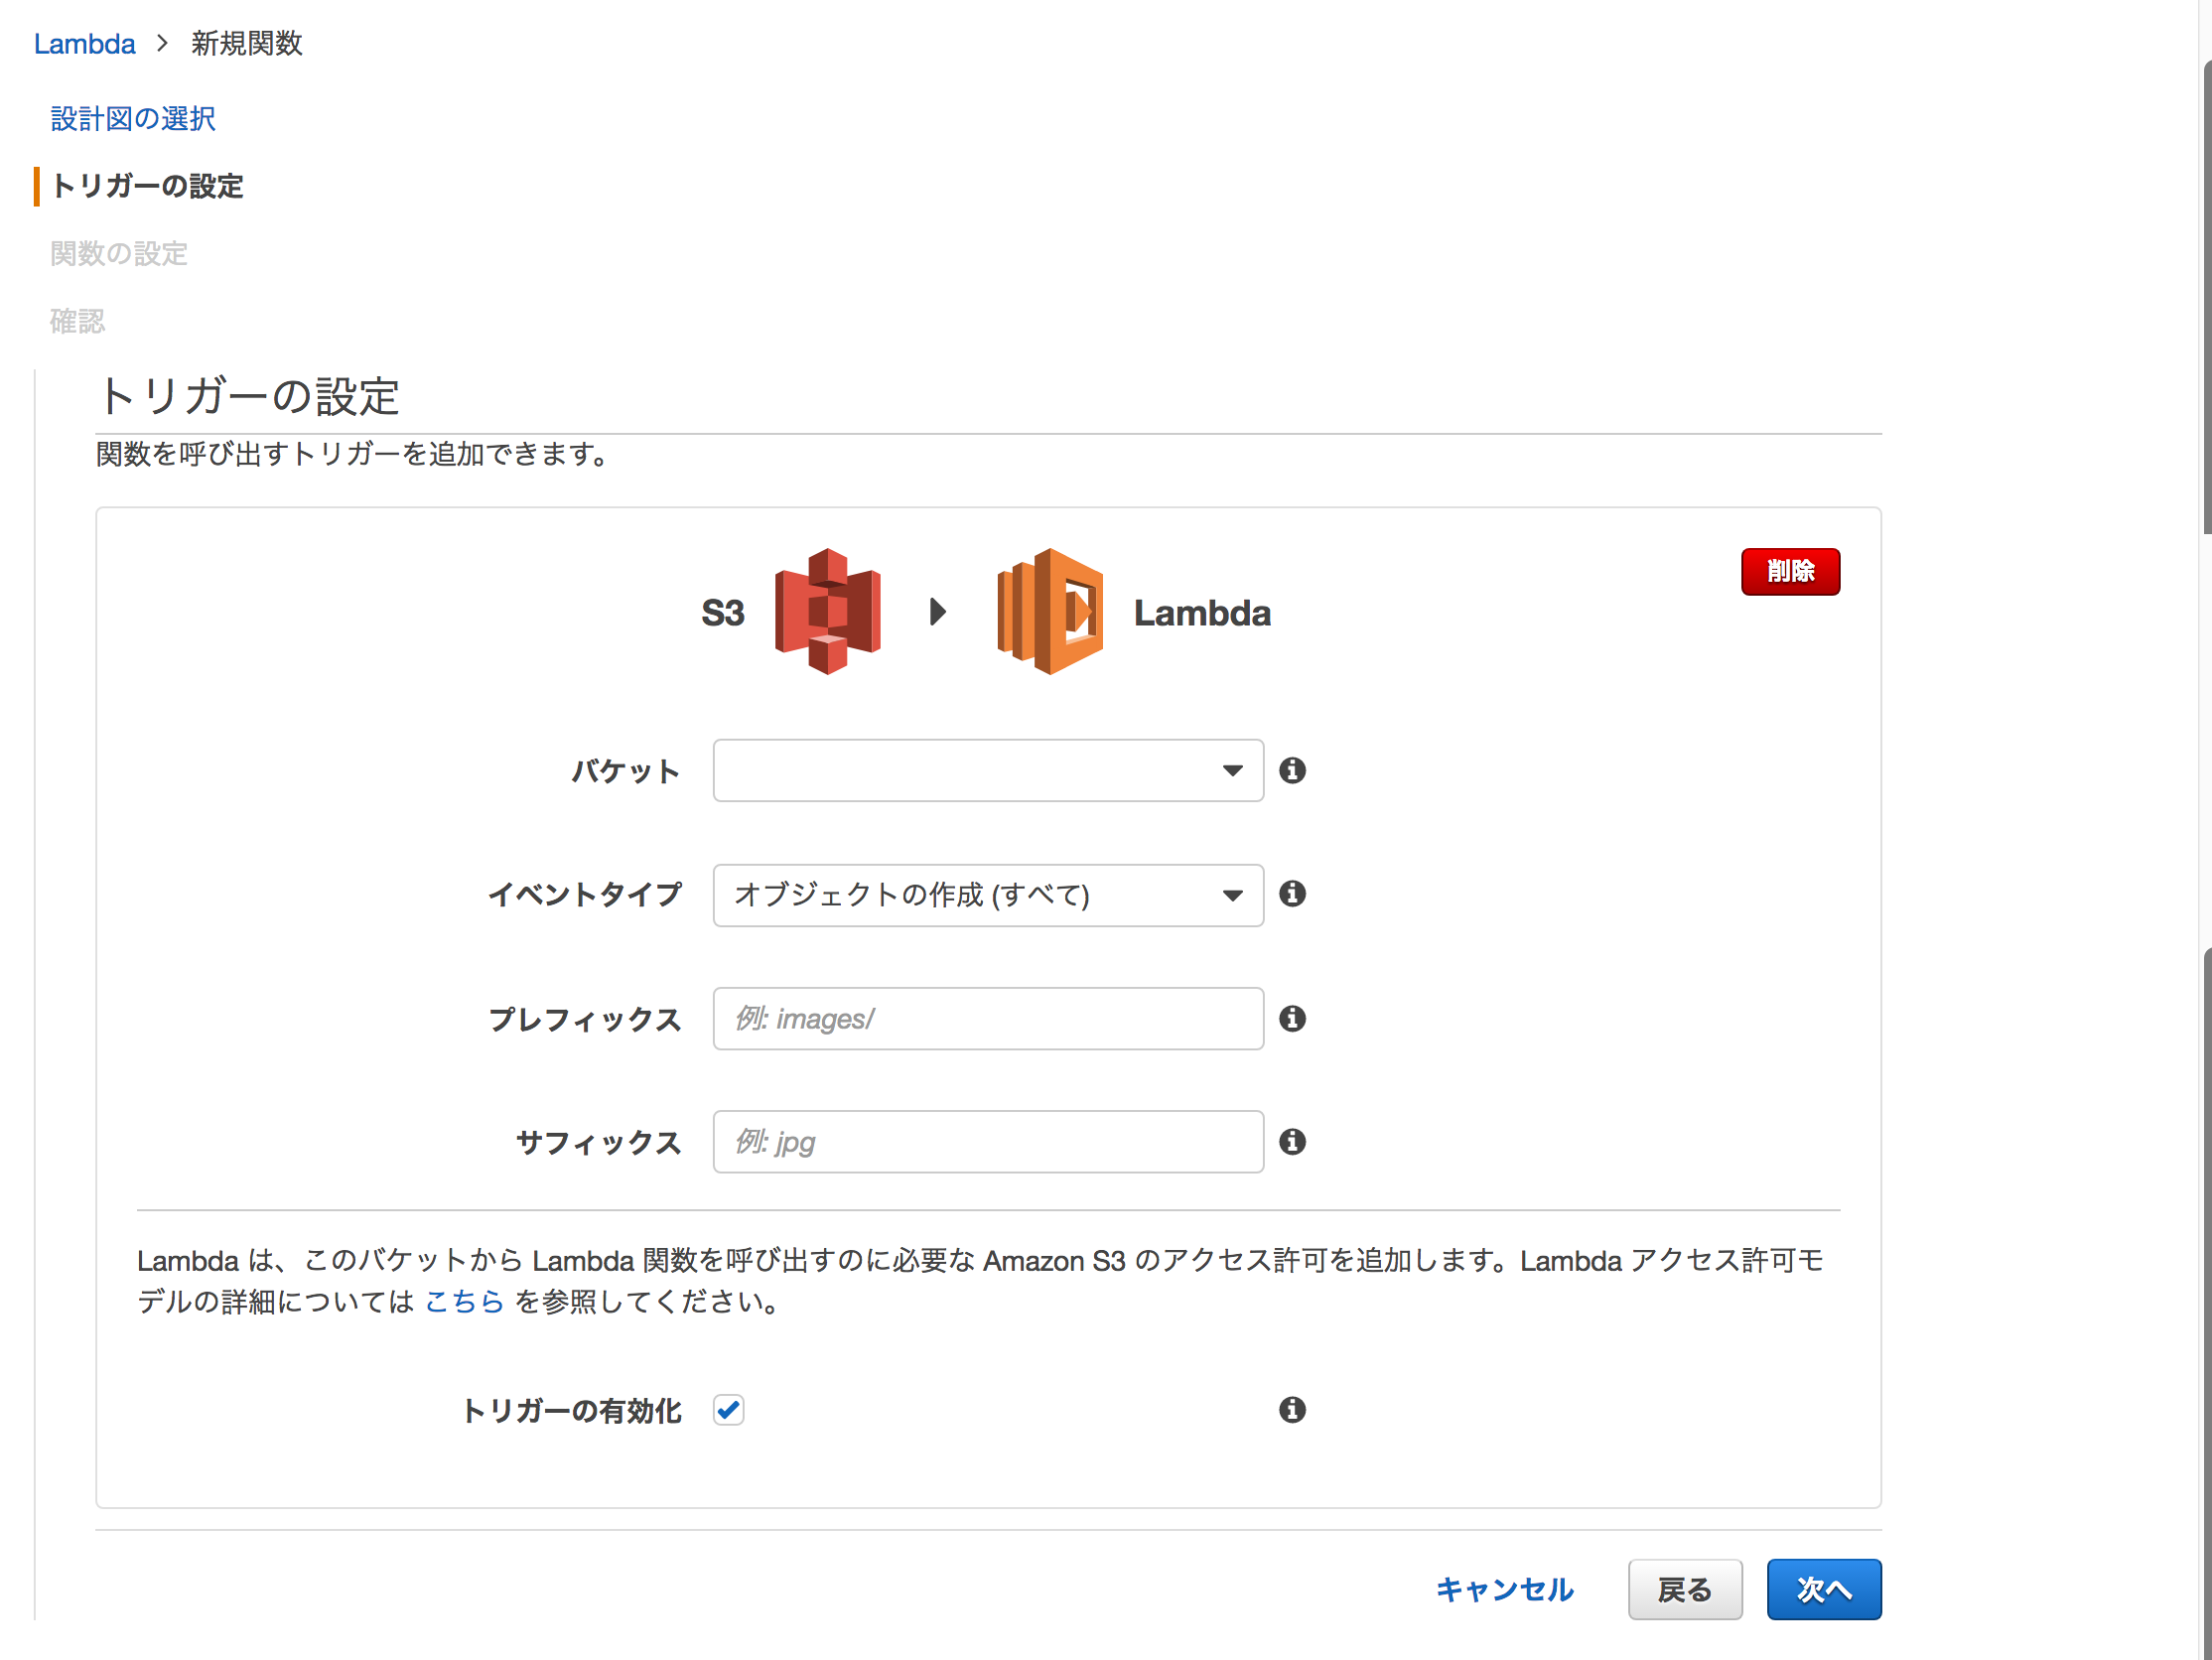 Lambda > 新規関数
設計図の選択
トリガーの設定
関数の設定
確認
トリガーの設定
関数を呼び出すトリガーを追加できます。
削除
S3 Lambda
バケット
イベントタイプ オブジェクトの作成 (すべて)
プレフィックス 例: images/
サフィックス 例: jpg
Lambda は、このバケットから Lambda 関数を呼び出すのに必要な Amazon S3 のアクセス許可を追加します。Lambda アクセス許可モ
デルの詳細については こちら を参照してください。
トリガーの有効化
キャンセル 戻る 次へ